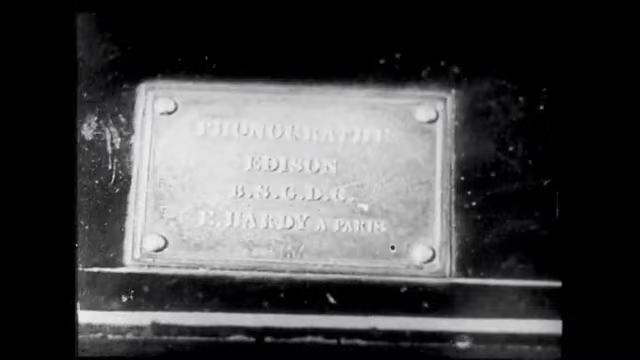 PHONOGRAPHE
EDISON
B.S.G.D.G.
E. HARDY A PARIS